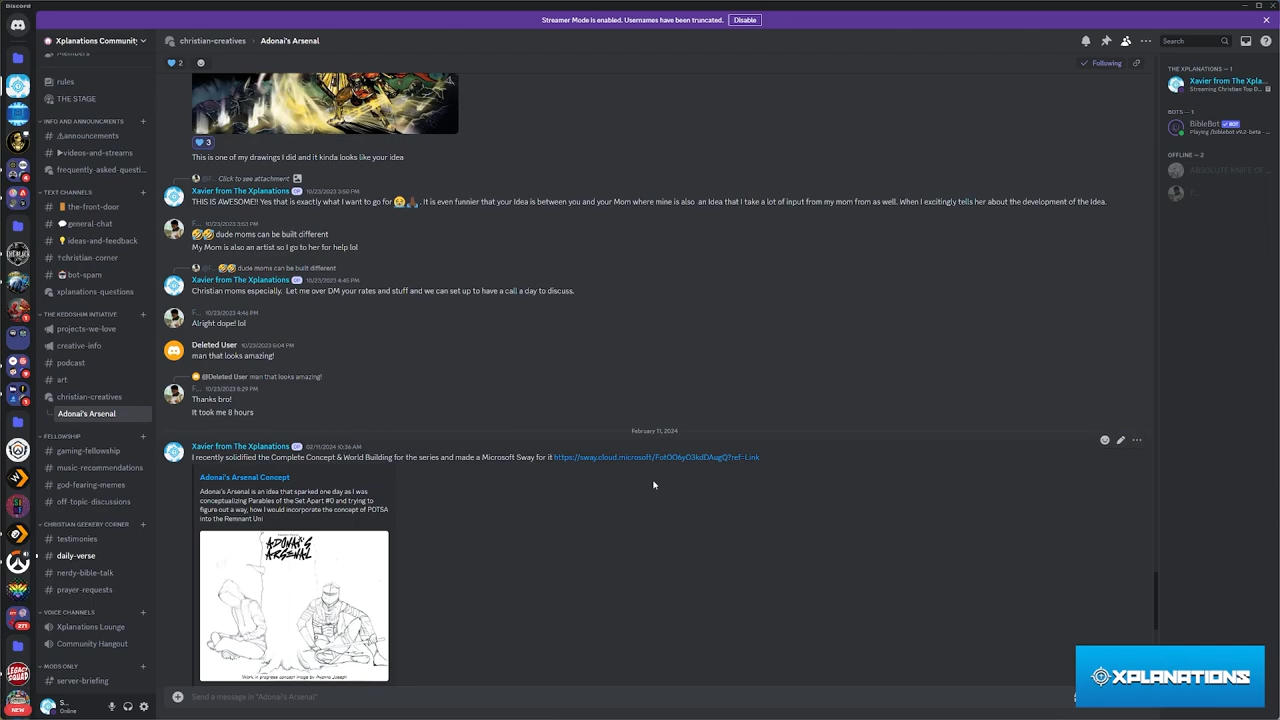 Discord
Streamer Mode is enabled. Usernames have been truncated. Disable
Xplanations Community
christian-creatives > Adonai's Arsenal
Search
Members
rules
THE STAGE
INFO AND ANNOUNCEMENTS
announcements
videos-and-streams
frequently-asked-questi...
TEXT CHANNELS
the-front-door
general-chat
ideas-and-feedback
christian-corner
bot-spam
xplanations-questions
THE KEDOSHIM INTIATIVE
projects-we-love
creative-info
podcast
art
christian-creatives
Adonai's Arsenal
FELLOWSHIP
gaming-fellowship
music-recommendations
god-fearing-memes
off-topic-discussions
CHRISTIAN GEEKERY CORNER
testimonies
daily-verse
nerdy-bible-talk
prayer-requests
VOICE CHANNELS
Xplanations Lounge
Community Hangout
MODS ONLY
server-briefing
S...
Online
271
NEW
2
Following
3
This is one of my drawings I did and it kinda looks like your idea
@F... Click to see attachment
Xavier from The Xplanations OP 10/23/2023 3:50 PM
THIS IS AWESOME!! Yes that is exactly what I want to go for 😥🙏🏾. It is even funnier that your Idea is between you and your Mom where mine is also an Idea that I take a lot of input from my mom from as well. When I excitingly tells her about the development of the Idea.
F... 10/23/2023 3:53 PM
🤣🤣 dude moms can be built different
My Mom is also an artist so I go to her for help lol
@F... 🤣🤣 dude moms can be built different
Xavier from The Xplanations OP 10/23/2023 4:45 PM
Christian moms especially. Let me over DM your rates and stuff and we can set up to have a call a day to discuss.
F... 10/23/2023 4:46 PM
Alright dope! lol
Deleted User 10/23/2023 5:04 PM
man that looks amazing!
@Deleted User man that looks amazing!
F... 10/23/2023 8:29 PM
Thanks bro!
It took me 8 hours
February 11, 2024
Xavier from The Xplanations OP 02/11/2024 10:36 AM
I recently solidified the Complete Concept & World Building for the series and made a Microsoft Sway for it https://sway.cloud.microsoft/FotOO6yO3kdDAugQ?ref=Link
Adonai's Arsenal Concept
Adonai's Arsenal is an idea that sparked one day as I was
conceptualizing Parables of the Set Apart #0 and trying to
figure out a way, how I would incorporate the concept of POTSA
into the Remnant Uni
ADONAI'S
ARSENAL
Send a message in "Adonai's Arsenal"
THE XPLANATIONS — 1
Xavier from The Xpla...
Streaming Christian Top D...
BOTS — 1
BibleBot BOT
Playing /biblebot v9.2-beta - ...
OFFLINE — 2
ABSOLUTE KNIFE OF ...
F...
XPLANATIONS